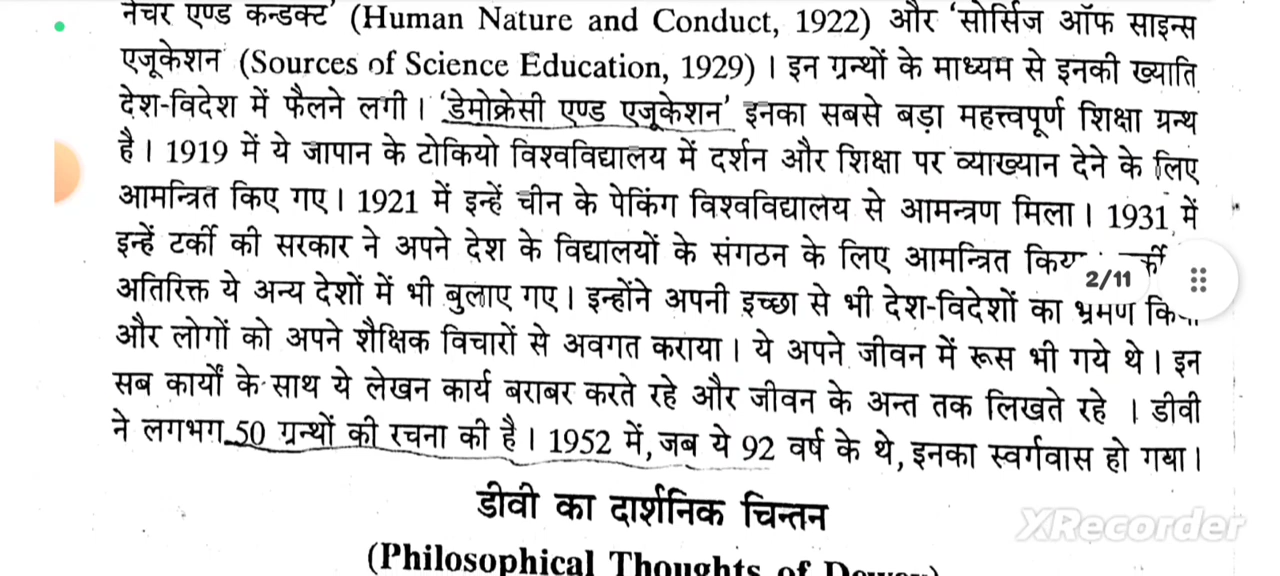 नेचर एण्ड कन्डक्ट’ (Human Nature and Conduct, 1922) और ‘सोर्सिज ऑफ साइन्स
एजूकेशन’ (Sources of Science Education, 1929) । इन ग्रन्थों के माध्यम से इनकी ख्याति
देश-विदेश में फैलने लगी । ‘डेमोक्रेसी एण्ड एजूकेशन’ इनका सबसे बड़ा महत्त्वपूर्ण शिक्षा ग्रन्थ
है । 1919 में ये जापान के टोकियो विश्वविद्यालय में दर्शन और शिक्षा पर व्याख्यान देने के लिए
आमन्त्रित किए गए । 1921 में इन्हें चीन के पेकिंग विश्वविद्यालय से आमन्त्रण मिला । 1931 में
इन्हें टर्की की सरकार ने अपने देश के विद्यालयों के संगठन के लिए आमन्त्रित
2/11
अतिरिक्त ये अन्य देशों में भी बुलाए गए । इन्होंने अपनी इच्छा से भी देश-विदेशों का भ्रमण
और लोगों को अपने शैक्षिक विचारों से अवगत कराया । ये अपने जीवन में रूस भी गये थे । इन
सब कार्यों के साथ ये लेखन कार्य बराबर करते रहे और जीवन के अन्त तक लिखते रहे । डीवी
ने लगभग 50 ग्रन्थों की रचना की है । 1952 में, जब ये 92 वर्ष के थे, इनका स्वर्गवास हो गया ।
डीवी का दार्शनिक चिन्तन
XRecorder
(Philosophical Thoughts of Dewey)